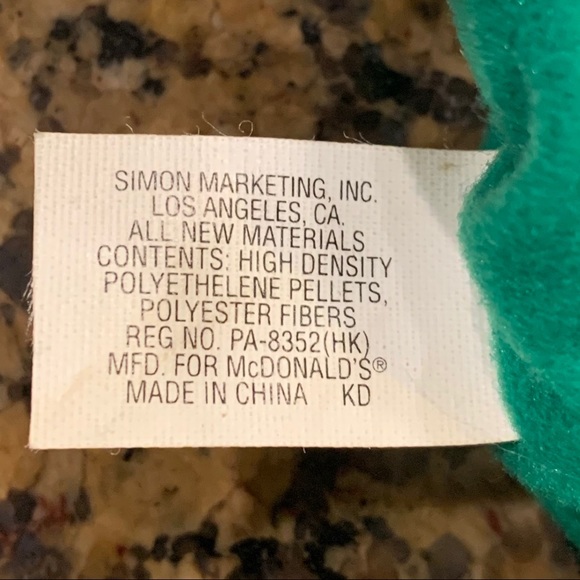 SIMON MARKETING, INC.
LOS ANGELES, CA.
ALL NEW MATERIALS
CONTENTS: HIGH DENSITY
POLYETHELENE PELLETS,
POLYESTER FIBERS
REG NO. PA-8352(HK)
MFD. FOR McDONALD'S®
MADE IN CHINA KD